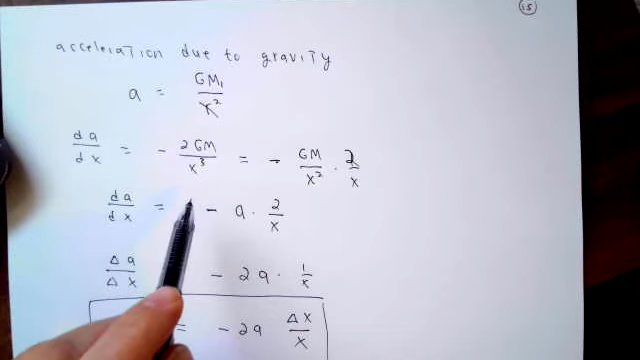 15
acceleration due to gravity
a = GM₁/x²
da/dx = - 2GM/x³ = - GM/x² · 2/x
da/dx = - a · 2/x
Δa/Δx - 2a · 1/x
= - 2a Δx/x